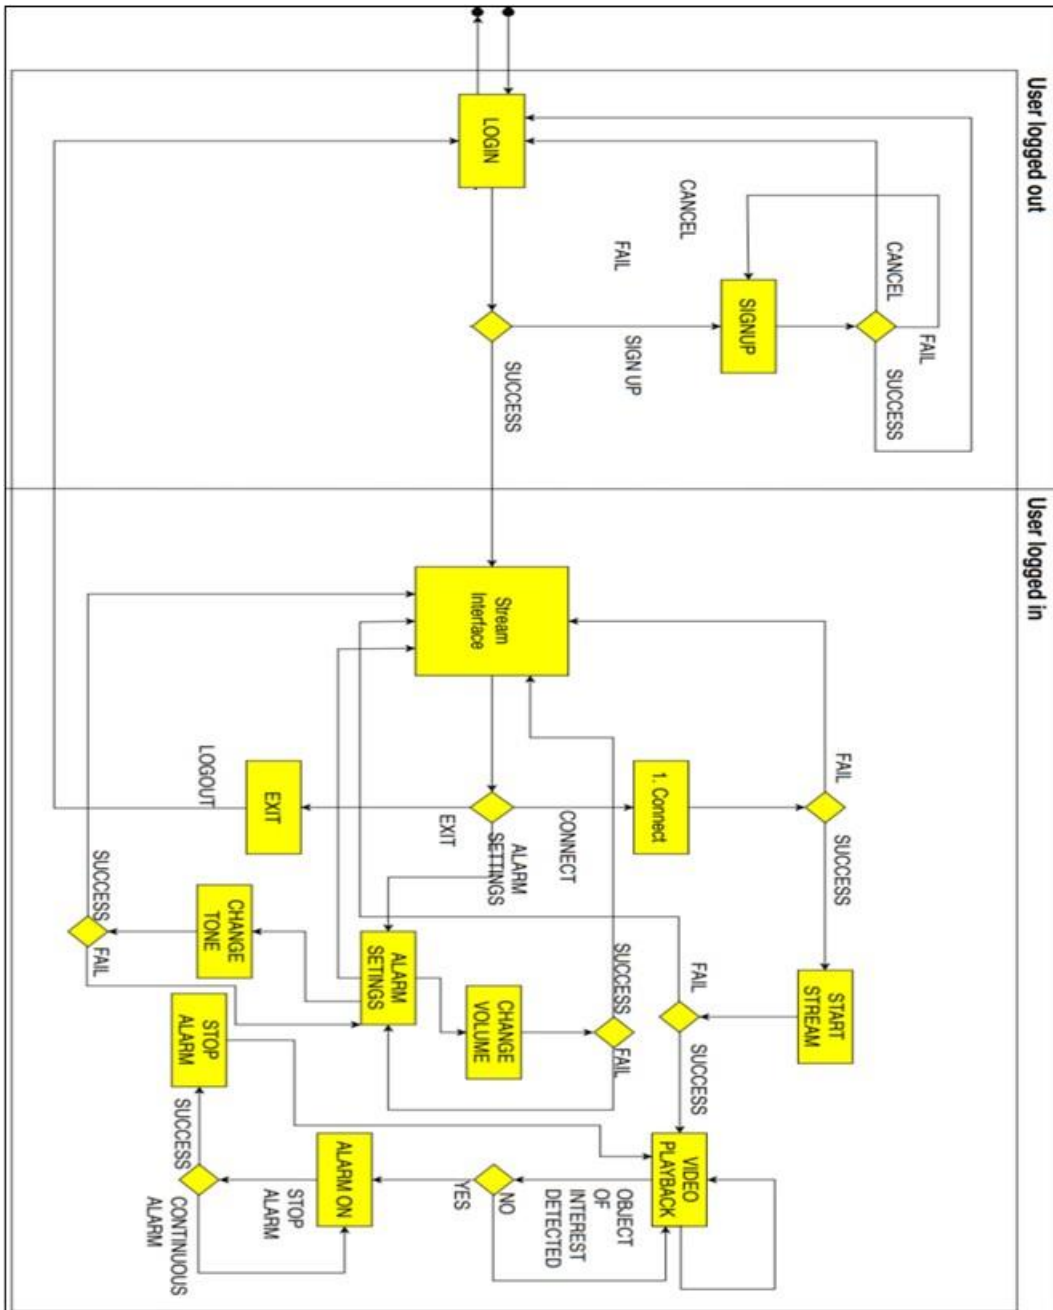 User logged out
User logged in
LOGIN
CANCEL
FAIL
SIGN UP
SUCCESS
SIGNUP
CANCEL
FAIL
SUCCESS
Stream
Interface
LOGOUT
EXIT
EXIT
ALARM
SETTINGS
CONNECT
1. Connect
FAIL
SUCCESS
START
STREAM
FAIL
SUCCESS
ALARM
SETINGS
CHANGE
VOLUME
SUCCESS
FAIL
CHANGE
TONE
SUCCESS
FAIL
VIDEO
PLAYBACK
OBJECT
OF
INTEREST
DETECTED
NO
YES
ALARM ON
STOP
ALARM
CONTINUOUS
ALARM
SUCCESS
STOP
ALARM